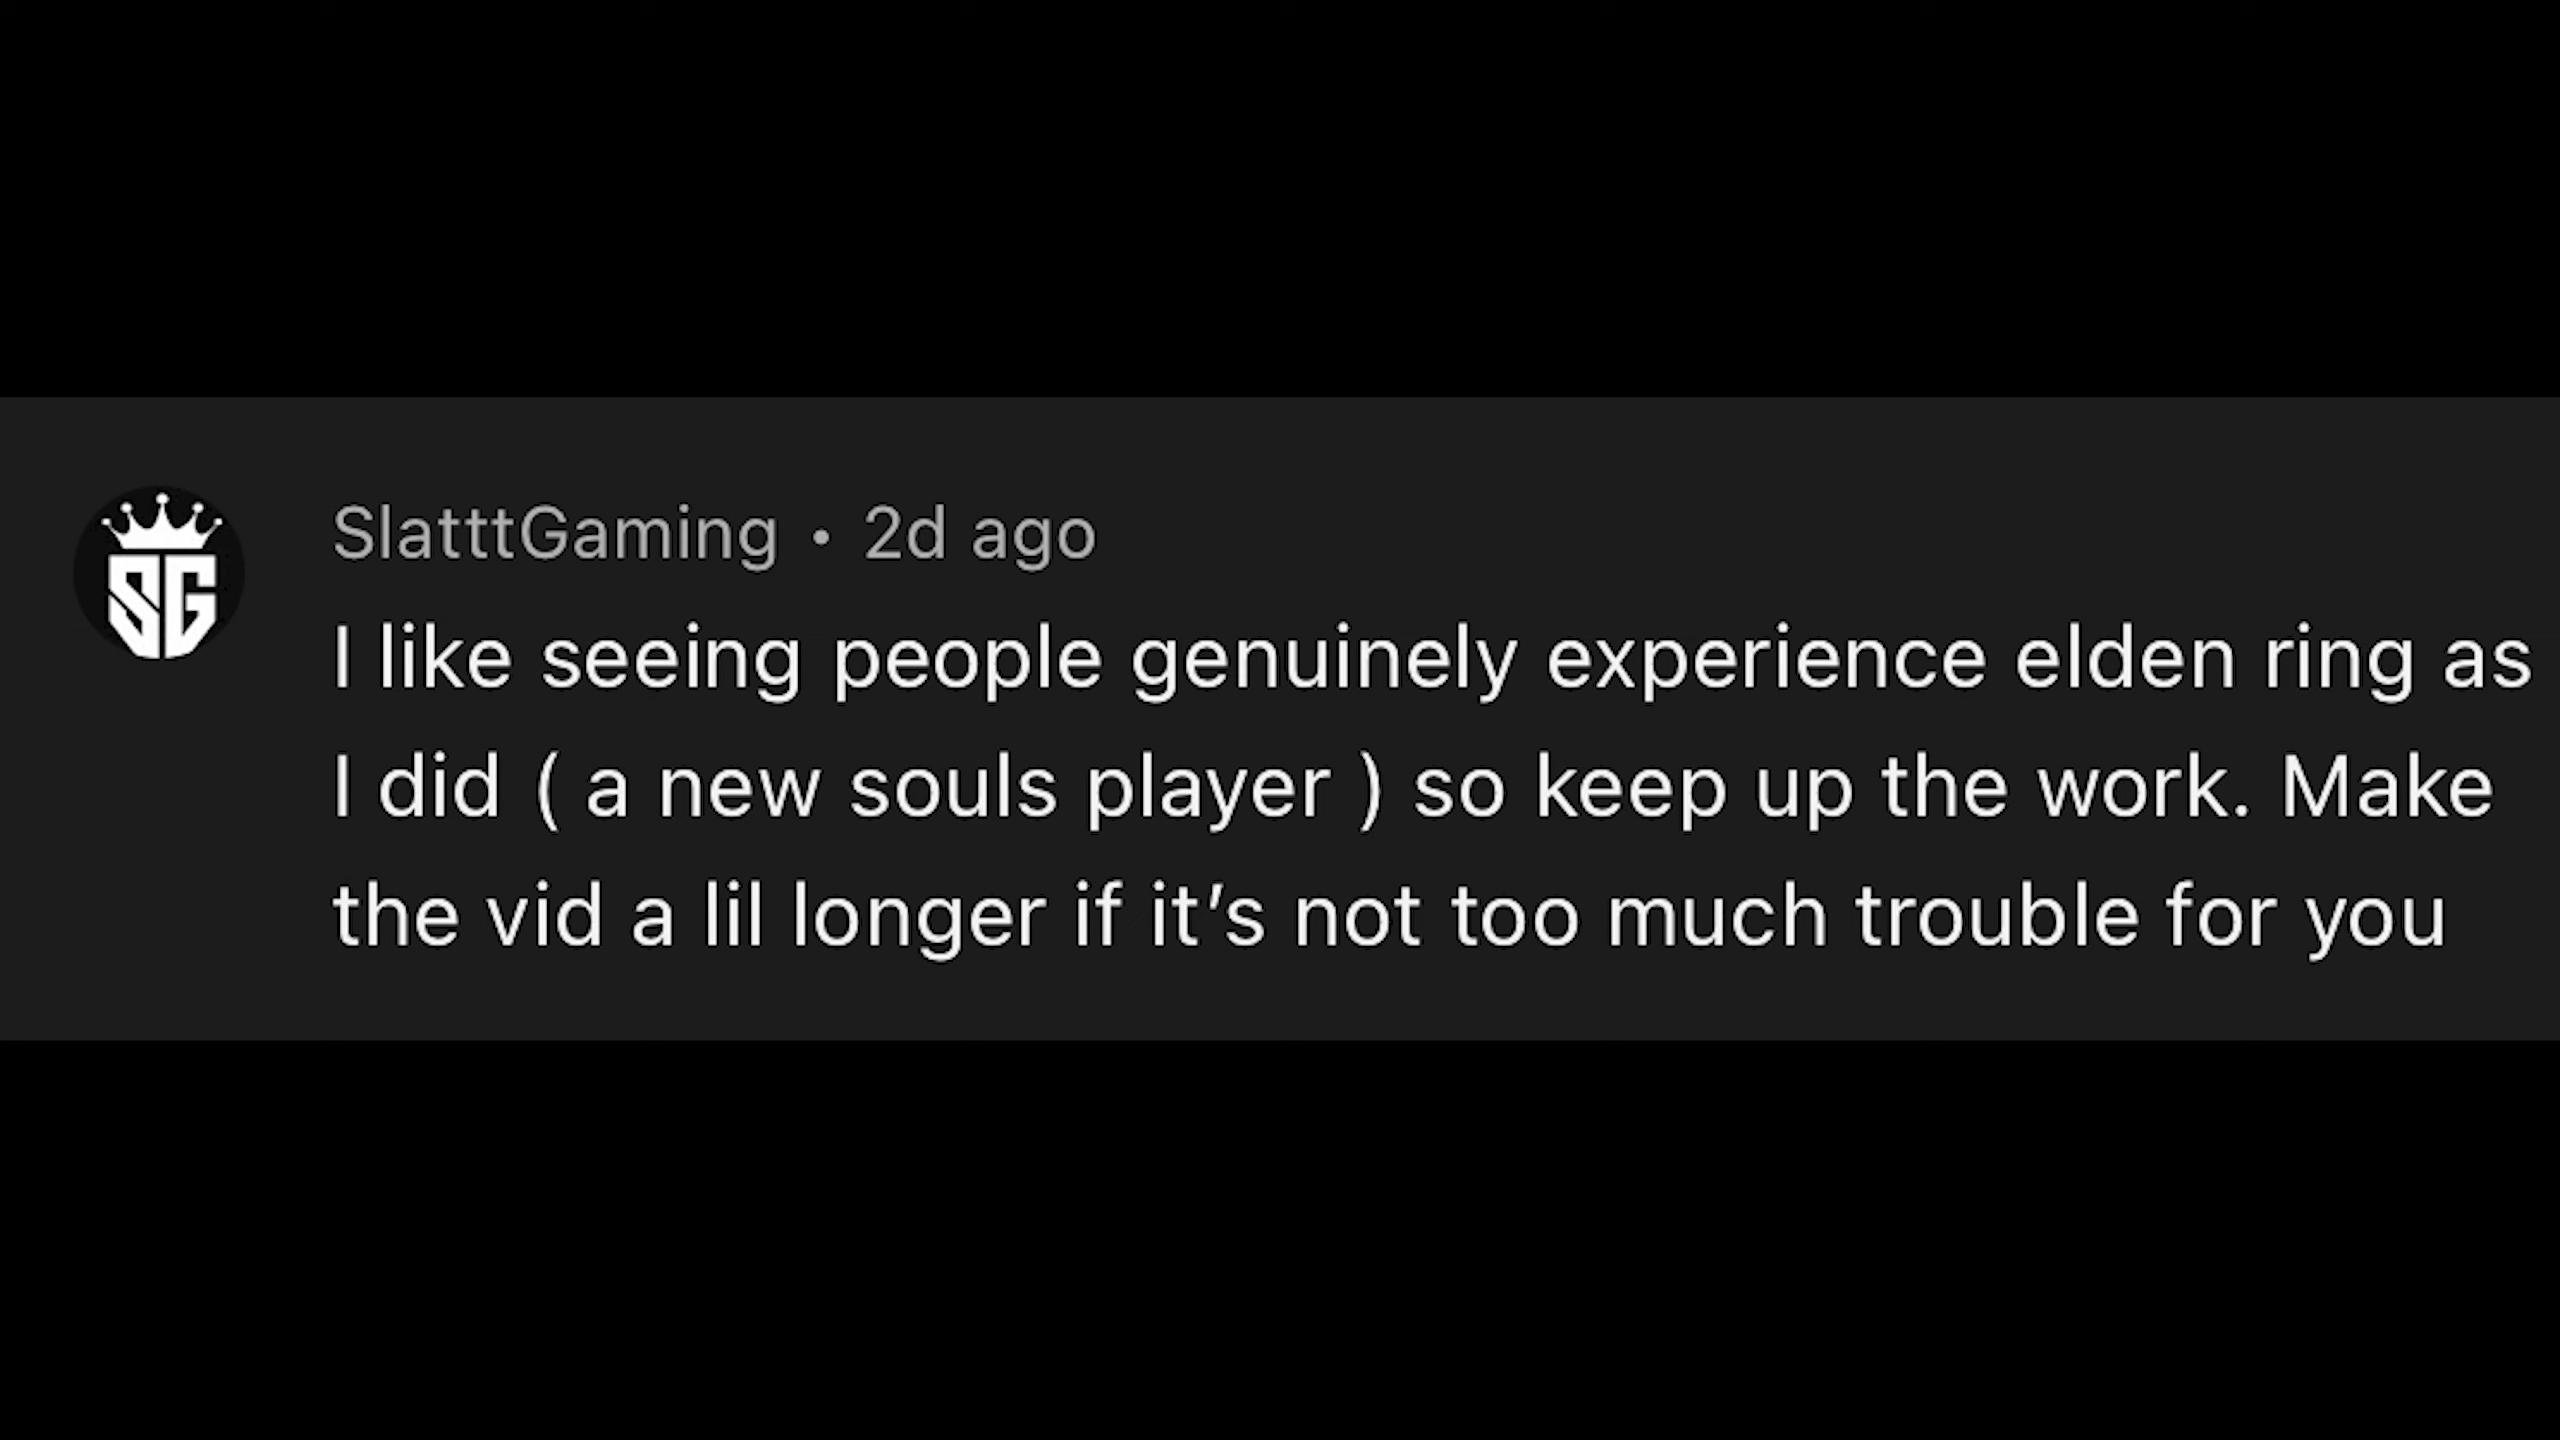 SG
SlatttGaming • 2d ago
I like seeing people genuinely experience elden ring as
I did ( a new souls player ) so keep up the work. Make
the vid a lil longer if it’s not too much trouble for you